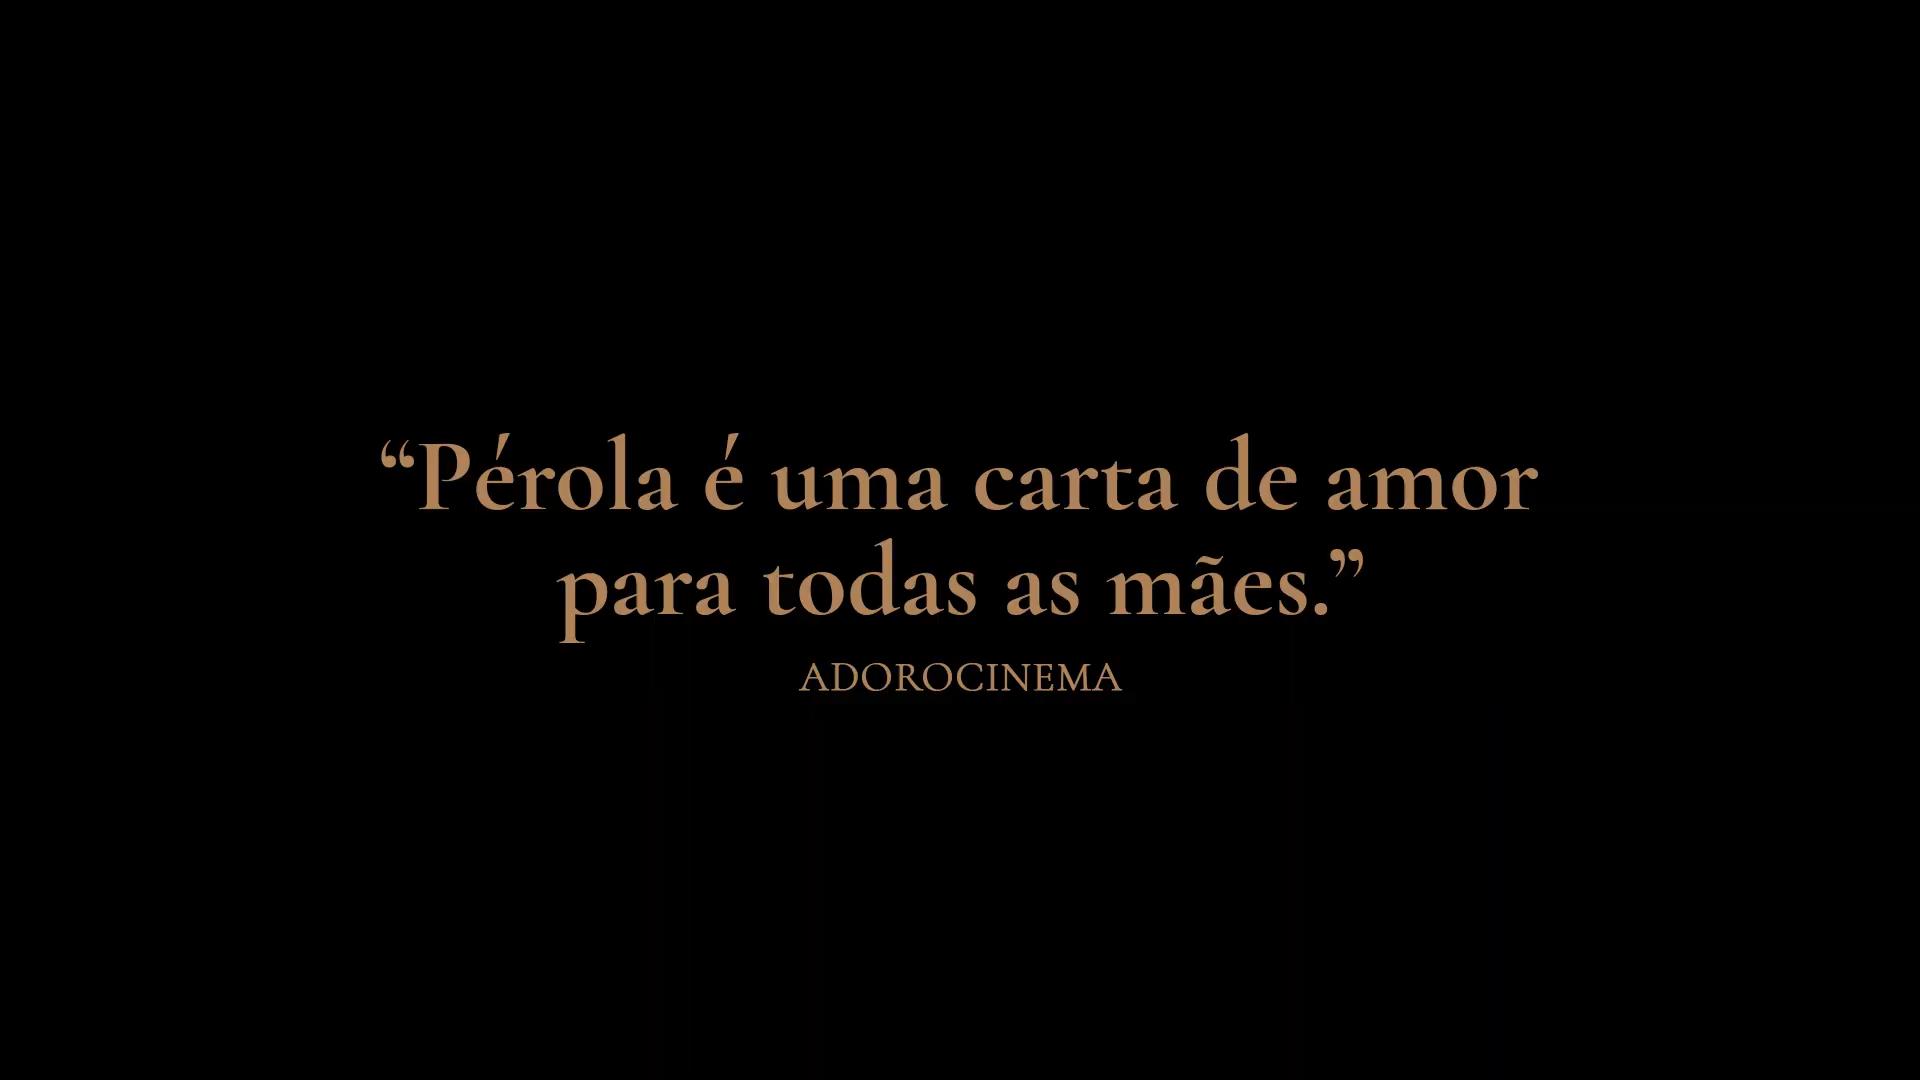 “Pérola é uma carta de amor
para todas as mães.”
ADOROCINEMA